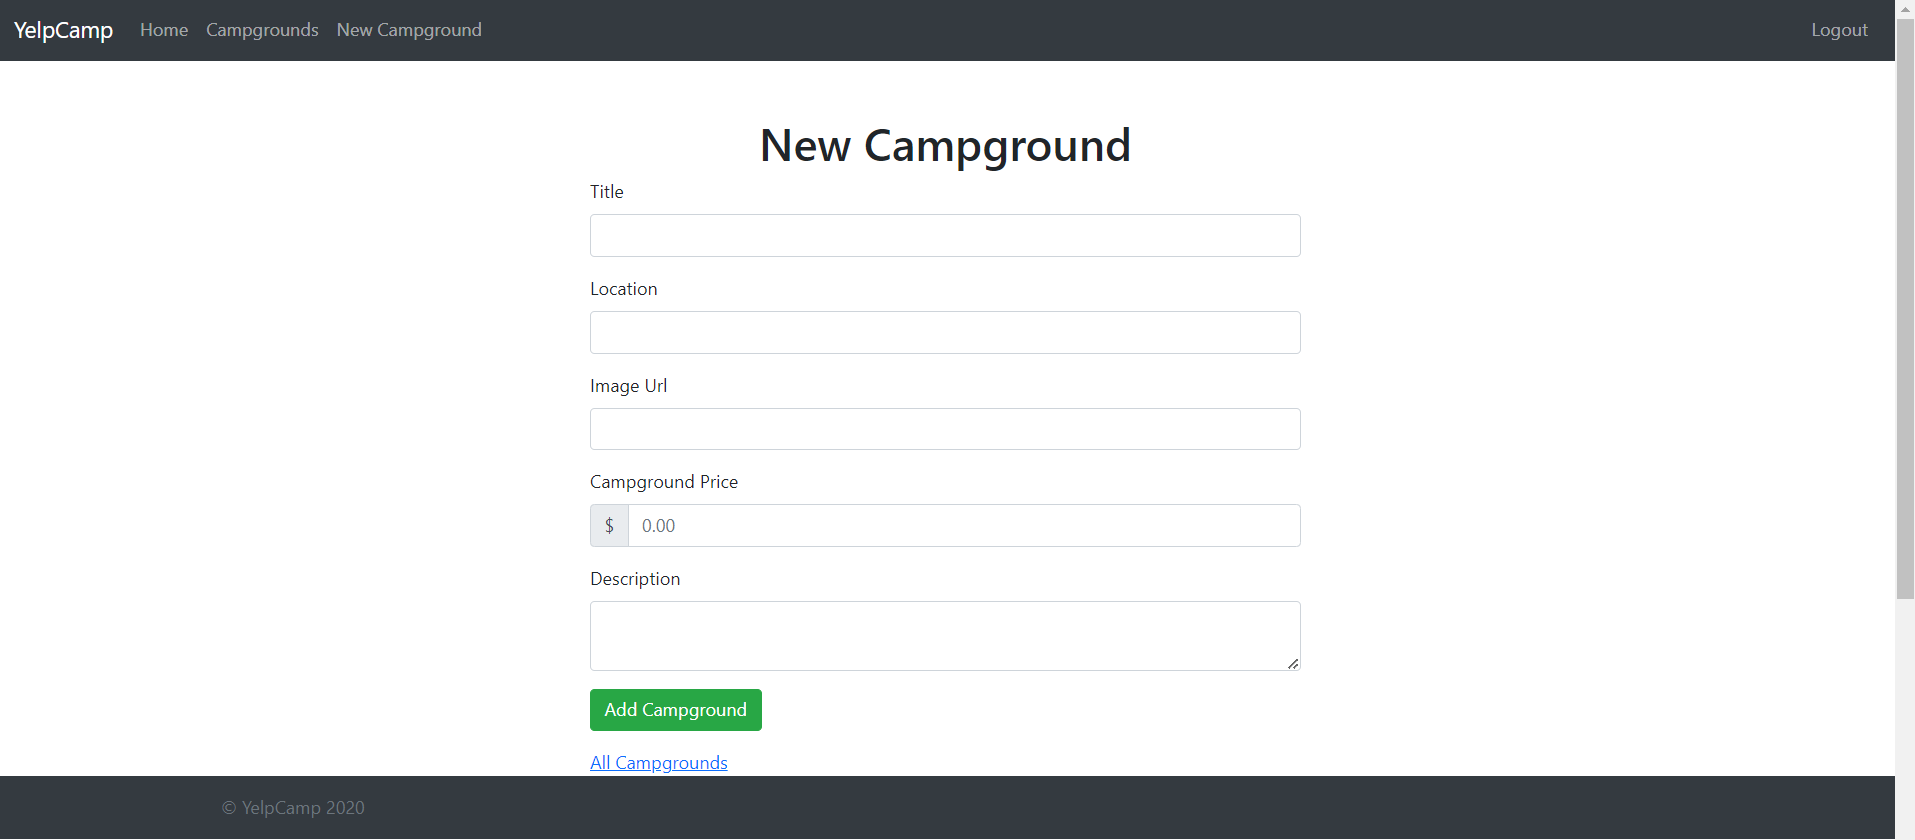 YelpCamp Home Campgrounds New Campground Logout
New Campground
Title
Location
Image Url
Campground Price
$ 0.00
Description
Add Campground
All Campgrounds
© YelpCamp 2020